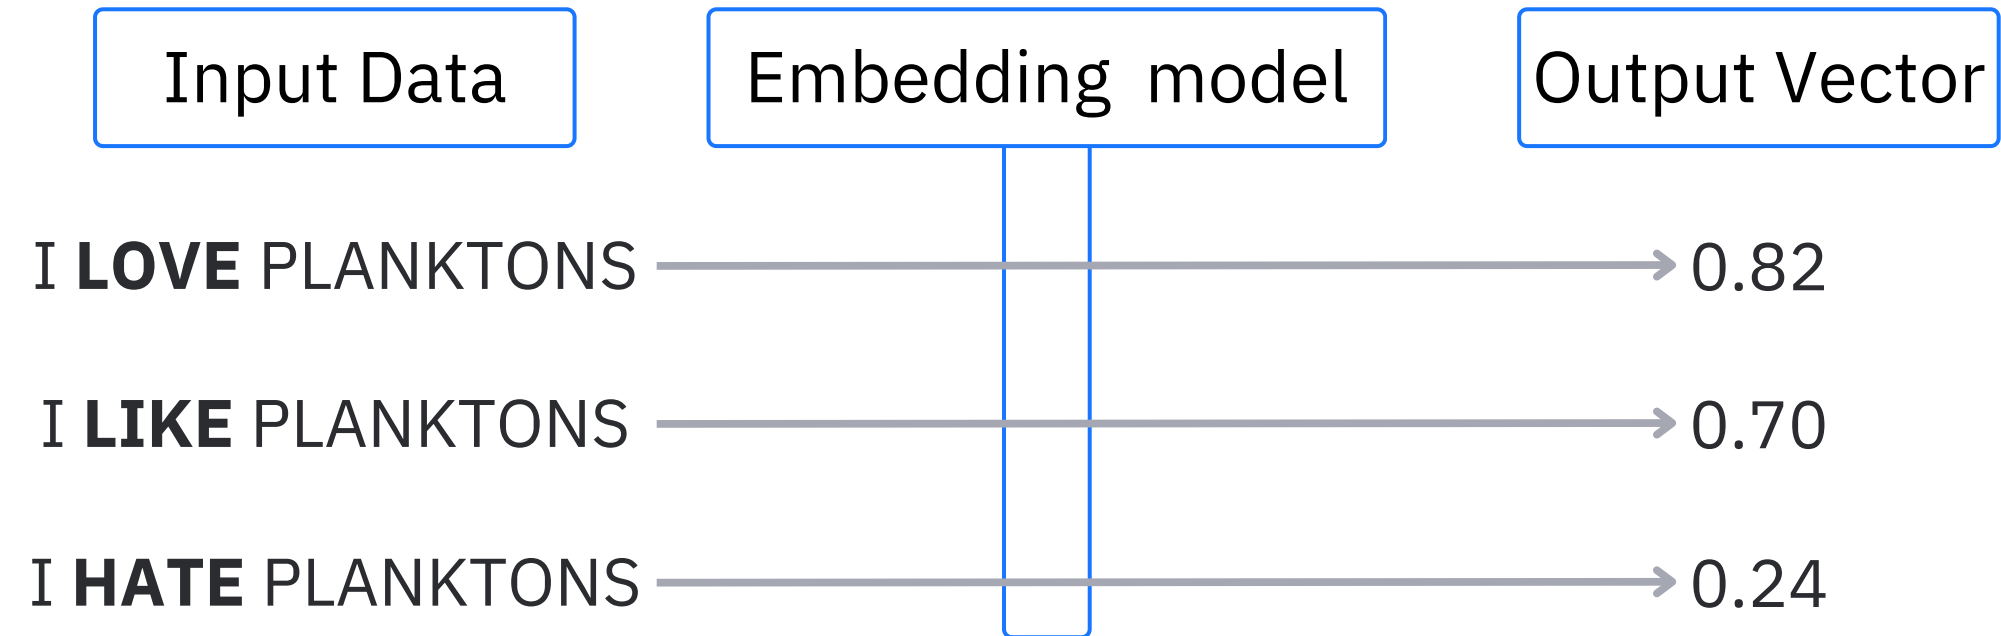 Input Data
Embedding model
Output Vector
I LOVE PLANKTONS
0.82
I LIKE PLANKTONS
0.70
I HATE PLANKTONS
0.24